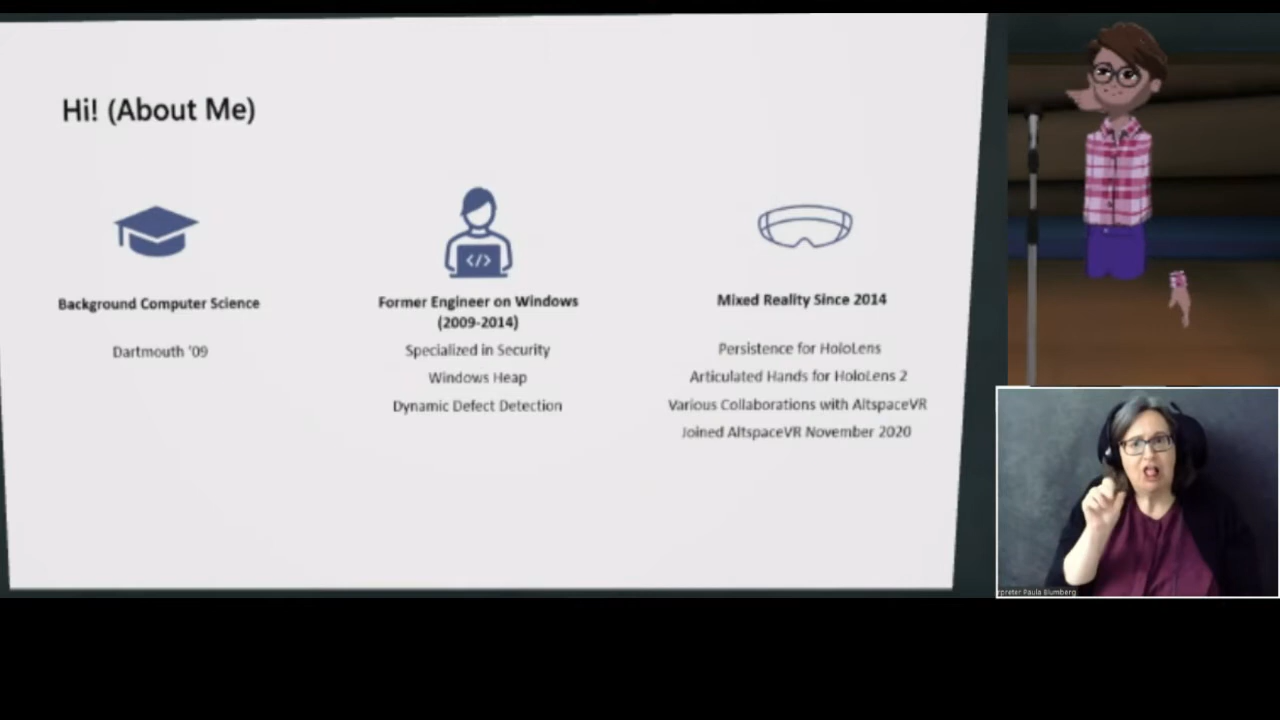 Hi! (About Me)
Background Computer Science
Dartmouth '09
Former Engineer on Windows
(2009-2014)
Specialized in Security
Windows Heap
Dynamic Defect Detection
</>
Mixed Reality Since 2014
Persistence for HoloLens
Articulated Hands for HoloLens 2
Various Collaborations with AltspaceVR
Joined AltspaceVR November 2020
rpreter Paula Blumberg